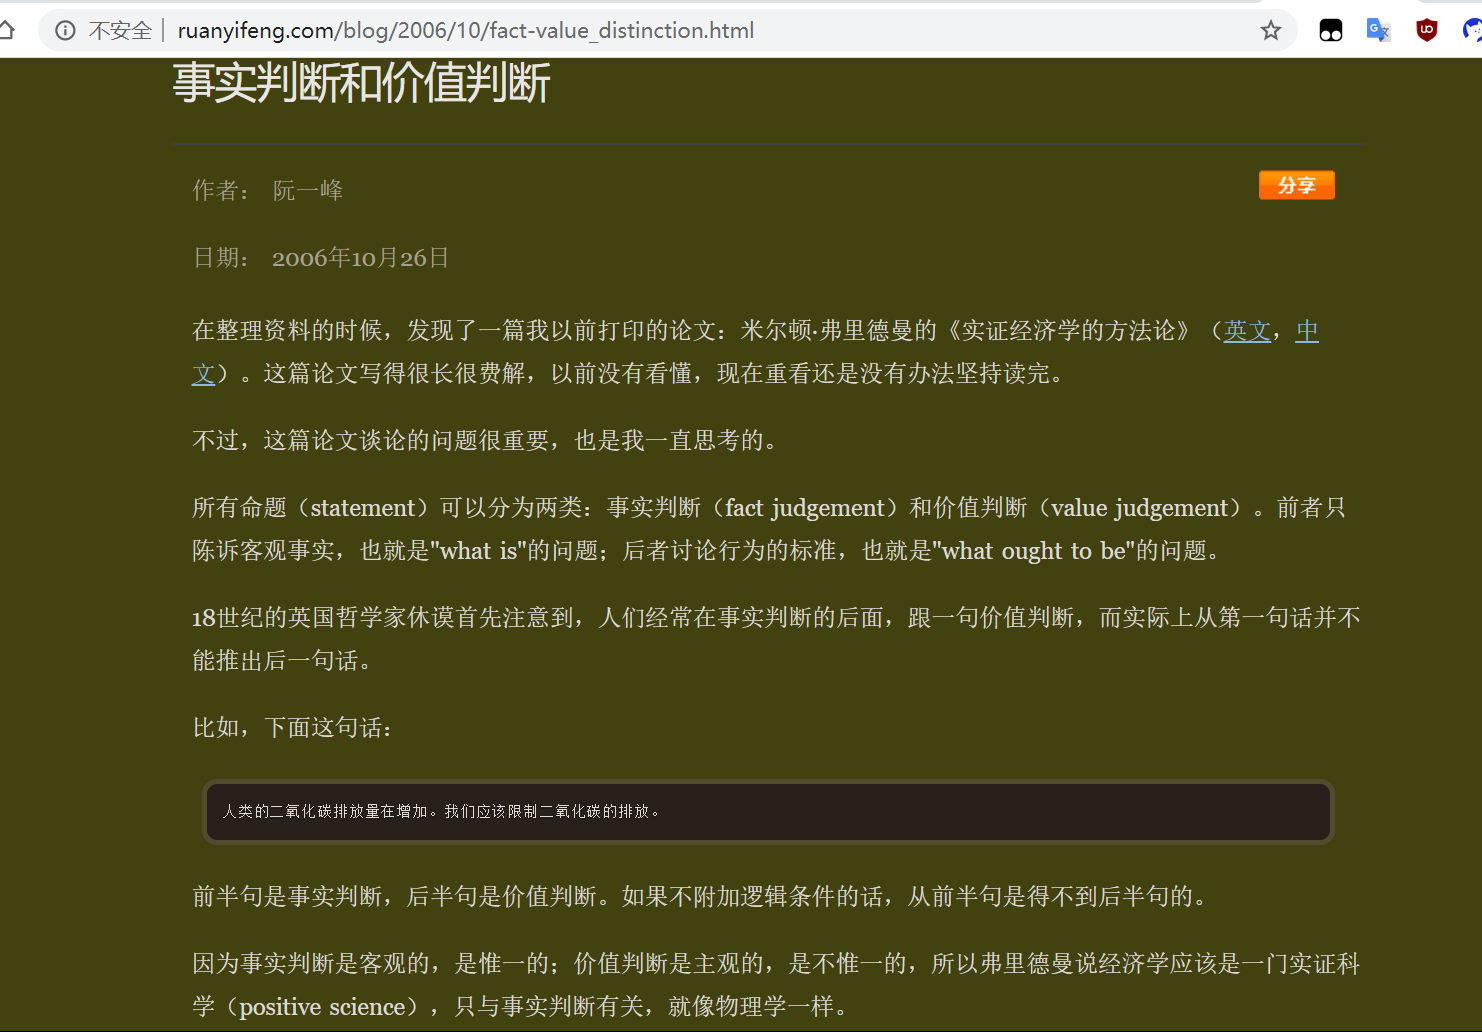 不安全 | ruanyifeng.com/blog/2006/10/fact-value_distinction.html
事实判断和价值判断
作者： 阮一峰
分享
日期： 2006年10月26日
在整理资料的时候，发现了一篇我以前打印的论文：米尔顿·弗里德曼的《实证经济学的方法论》（英文，中
文）。这篇论文写得很长很费解，以前没有看懂，现在重看还是没有办法坚持读完。
不过，这篇论文谈论的问题很重要，也是我一直思考的。
所有命题（statement）可以分为两类：事实判断（fact judgement）和价值判断（value judgement）。前者只
陈诉客观事实，也就是"what is"的问题；后者讨论行为的标准，也就是"what ought to be"的问题。
18世纪的英国哲学家休谟首先注意到，人们经常在事实判断的后面，跟一句价值判断，而实际上从第一句话并不
能推出后一句话。
比如，下面这句话：
人类的二氧化碳排放量在增加。我们应该限制二氧化碳的排放。
前半句是事实判断，后半句是价值判断。如果不附加逻辑条件的话，从前半句是得不到后半句的。
因为事实判断是客观的，是惟一的；价值判断是主观的，是不惟一的，所以弗里德曼说经济学应该是一门实证科
学（positive science），只与事实判断有关，就像物理学一样。